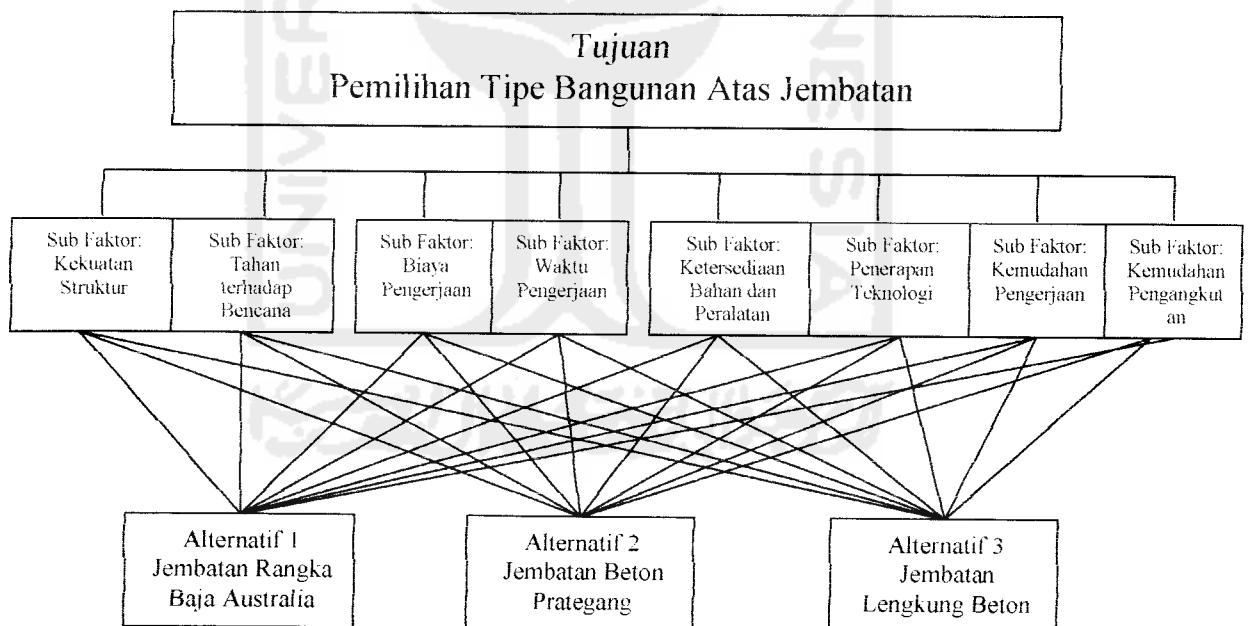 Tujuan
Pemilihan Tipe Bangunan Atas Jembatan
Sub Faktor:
Kekuatan
Struktur
Sub Faktor:
Tahan
terhadap
Bencana
Sub Faktor:
Biaya
Pengerjaan
Sub Faktor:
Waktu
Pengerjaan
Sub Faktor:
Ketersediaan
Bahan dan
Peralatan
Sub Faktor:
Penerapan
Teknologi
Sub Faktor:
Kemudahan
Pengerjaan
Sub Faktor:
Kemudahan
Pengangkut
an
Alternatif 1
Jembatan Rangka
Baja Australia
Alternatif 2
Jembatan Beton
Prategang
Alternatif 3
Jembatan
Lengkung Beton